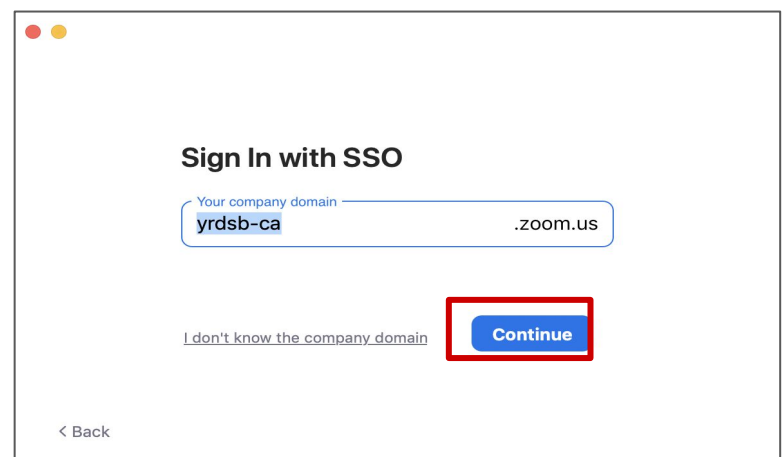 Sign In with SSO
Your company domain
yrdsb-ca .zoom.us
I don't know the company domain Continue
< Back